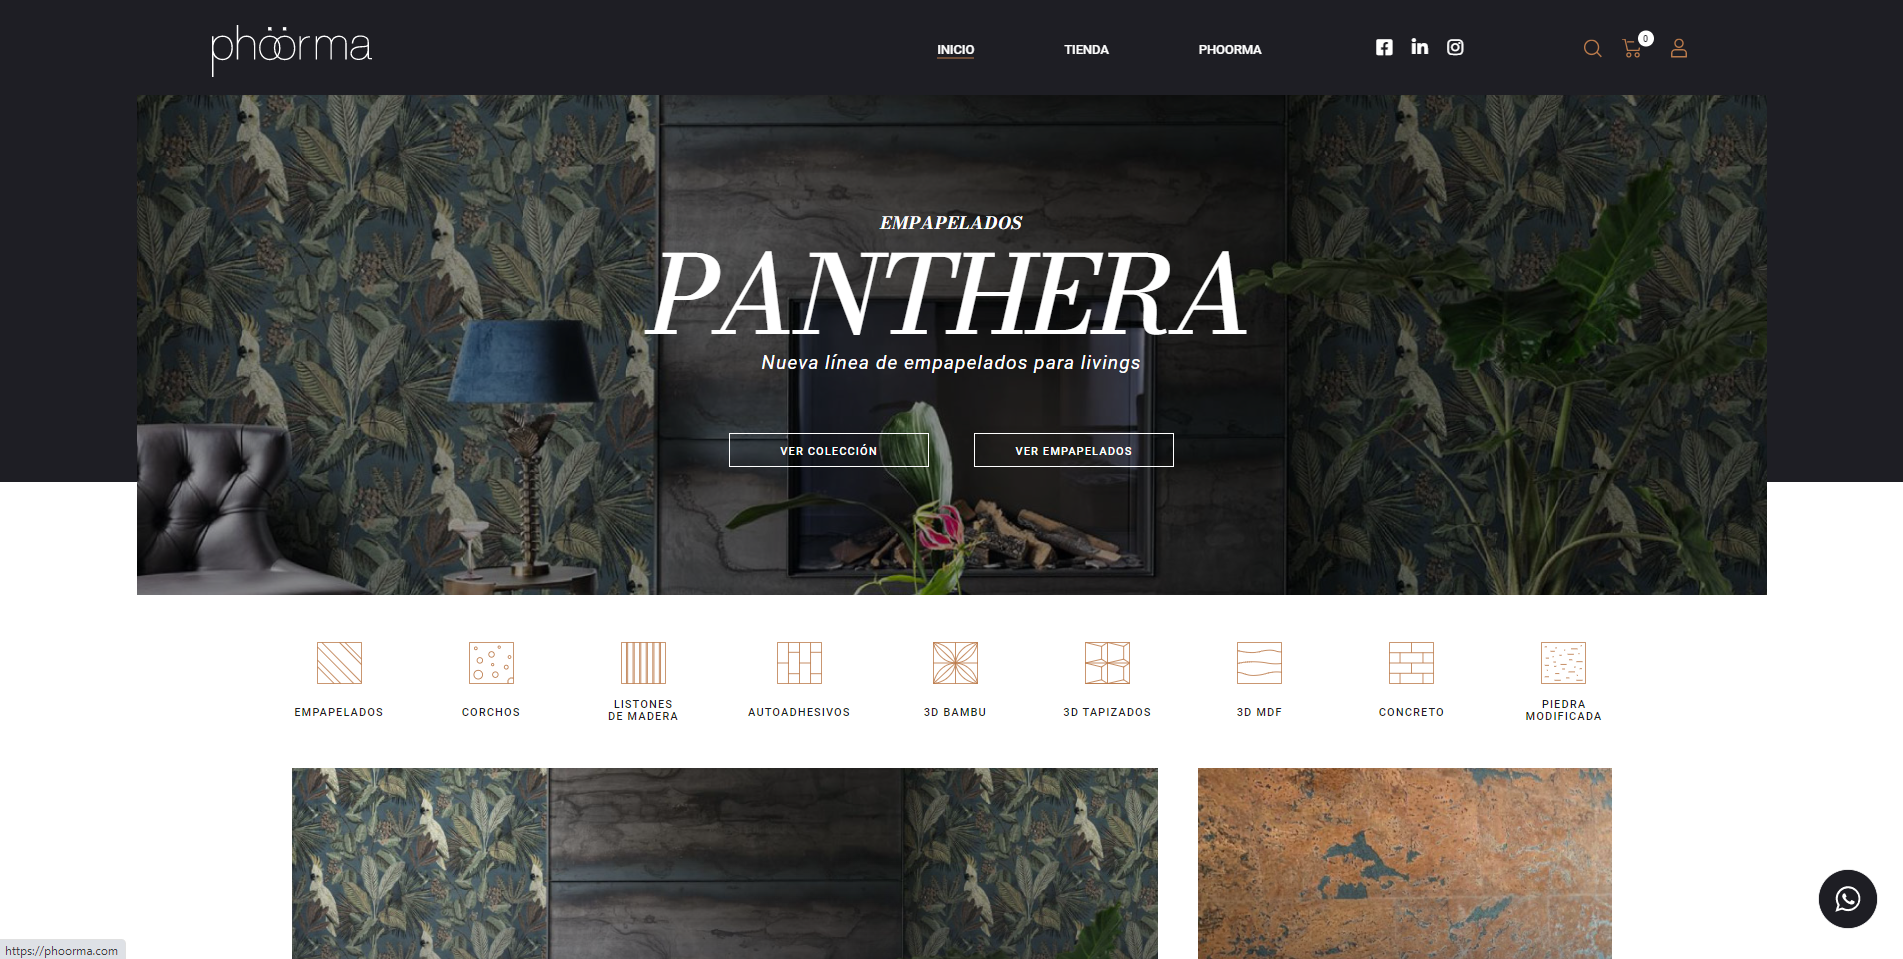 phöörma
INICIO
TIENDA
PHOORMA
0
EMPAPELADOS
PANTHERA
Nueva línea de empapelados para livings
VER COLECCIÓN
VER EMPAPELADOS
EMPAPELADOS
CORCHOS
LISTONES
DE MADERA
AUTOADHESIVOS
3D BAMBU
3D TAPIZADOS
3D MDF
CONCRETO
PIEDRA
MODIFICADA
https://phoorma.com